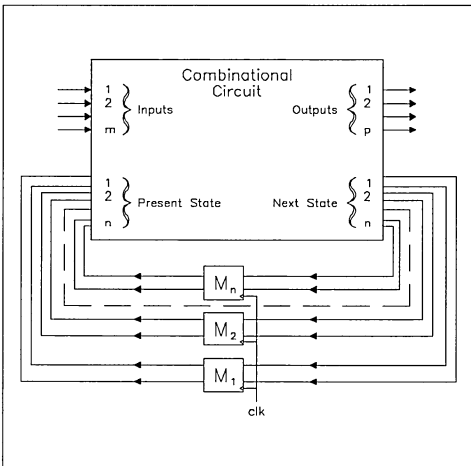 Combinational
Circuit
1
2
m
Inputs
Outputs
1
2
p
1
2
n
Present State
Next State
1
2
n
Mn
M2
M1
clk